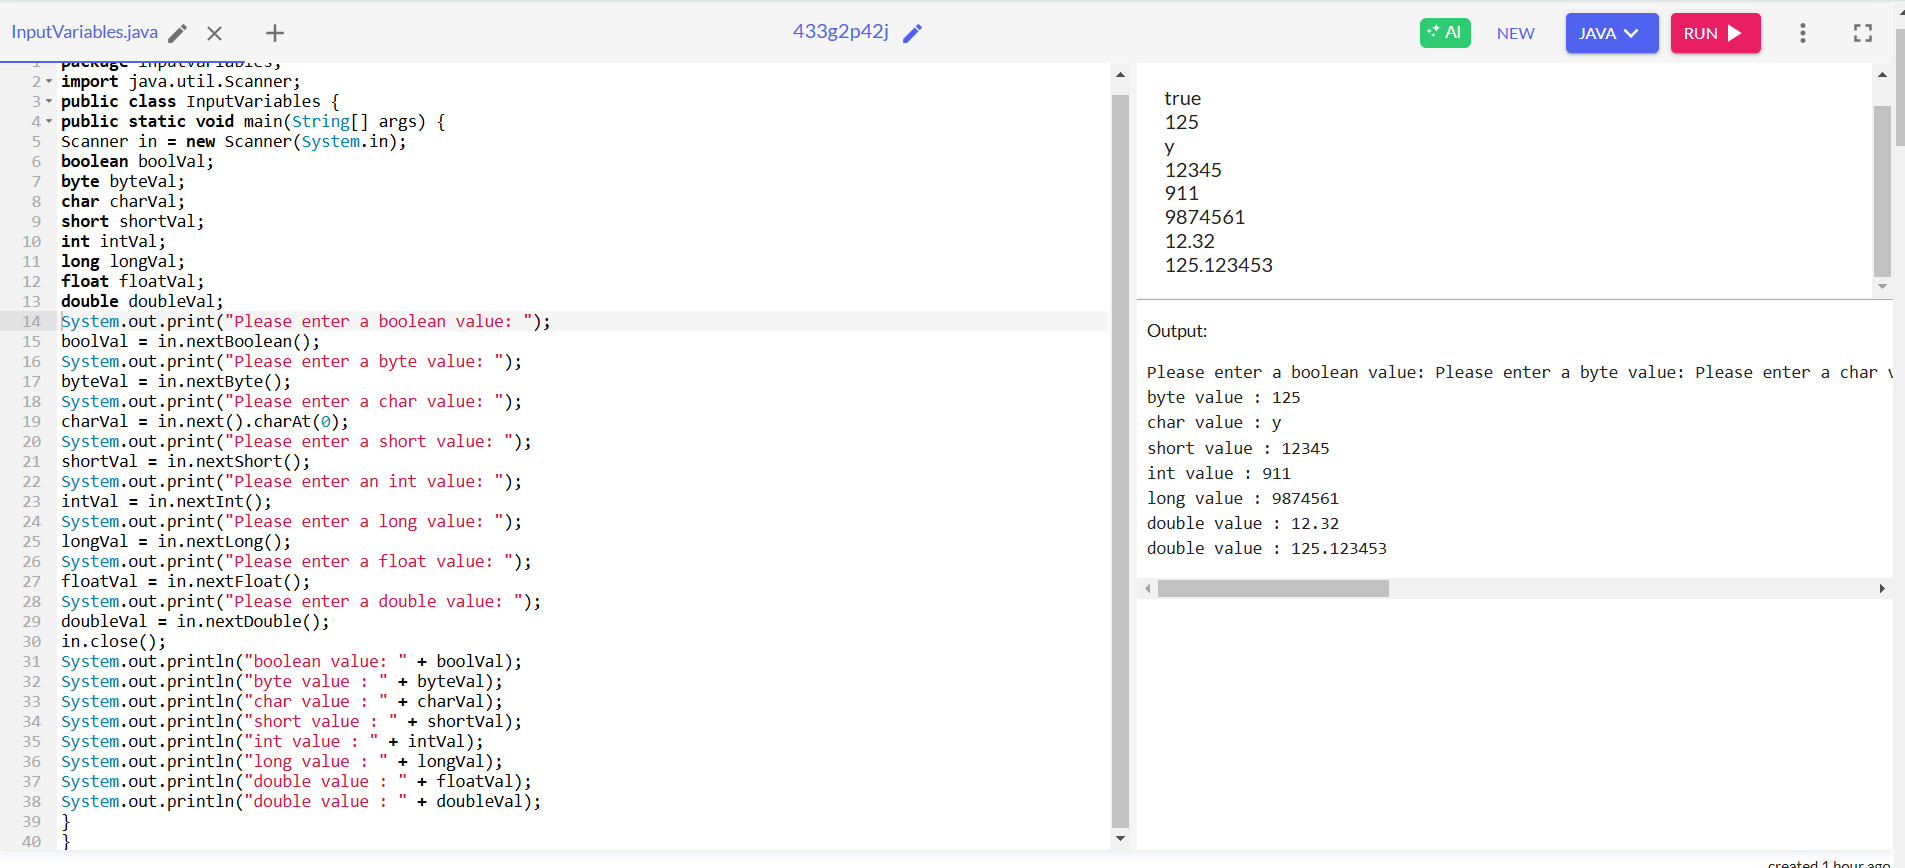 InputVariables.java
433g2p42j
AI NEW JAVA RUN
1 package InputVariables;
2 import java.util.Scanner;
3 public class InputVariables {
4 public static void main(String[] args) {
5 Scanner in = new Scanner(System.in);
6 boolean boolVal;
7 byte byteVal;
8 char charVal;
9 short shortVal;
10 int intVal;
11 long longVal;
12 float floatVal;
13 double doubleVal;
14 System.out.print("Please enter a boolean value: ");
15 boolVal = in.nextBoolean();
16 System.out.print("Please enter a byte value: ");
17 byteVal = in.nextByte();
18 System.out.print("Please enter a char value: ");
19 charVal = in.next().charAt(0);
20 System.out.print("Please enter a short value: ");
21 shortVal = in.nextShort();
22 System.out.print("Please enter an int value: ");
23 intVal = in.nextInt();
24 System.out.print("Please enter a long value: ");
25 longVal = in.nextLong();
26 System.out.print("Please enter a float value: ");
27 floatVal = in.nextFloat();
28 System.out.print("Please enter a double value: ");
29 doubleVal = in.nextDouble();
30 in.close();
31 System.out.println("boolean value: " + boolVal);
32 System.out.println("byte value : " + byteVal);
33 System.out.println("char value : " + charVal);
34 System.out.println("short value : " + shortVal);
35 System.out.println("int value : " + intVal);
36 System.out.println("long value : " + longVal);
37 System.out.println("double value : " + floatVal);
38 System.out.println("double value : " + doubleVal);
39 }
40 }
true
125
y
12345
911
9874561
12.32
125.123453
Output:
Please enter a boolean value: Please enter a byte value: Please enter a char
byte value : 125
char value : y
short value : 12345
int value : 911
long value : 9874561
double value : 12.32
double value : 125.123453
created 1 hour ago